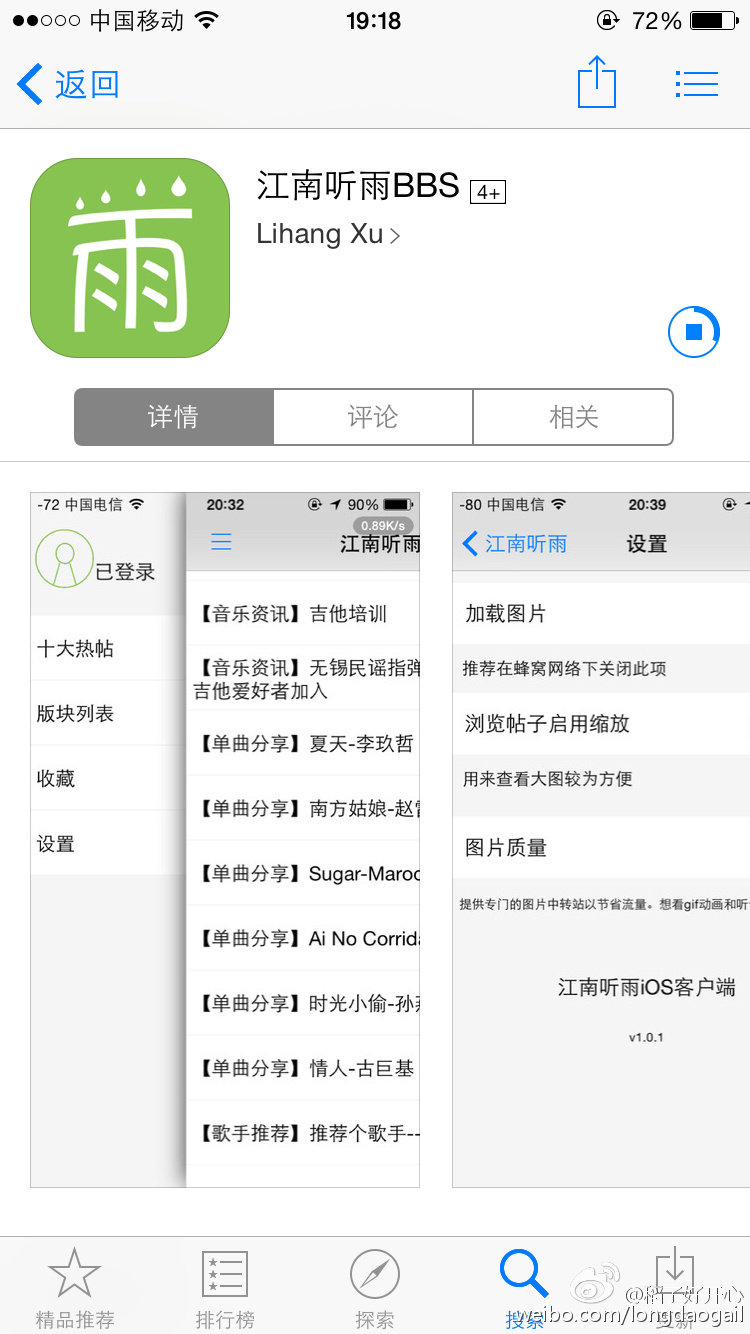 中国移动 19:18 72%
返回
雨
江南听雨BBS 4+
Lihang Xu
详情 评论 相关
-72 中国电信 20:32 90%
0.89K/s
江南听雨
已登录
十大热帖
版块列表
收藏
设置
【音乐资讯】吉他培训
【音乐资讯】无锡民谣指弹
吉他爱好者加入
【单曲分享】夏天-李玖哲
【单曲分享】南方姑娘-赵雷
【单曲分享】Sugar-Maroo
【单曲分享】Ai No Corrida
【单曲分享】时光小偷-孙
【单曲分享】情人-古巨基
【歌手推荐】推荐个歌手--
-80 中国电信 20:39
江南听雨 设置
加载图片
推荐在蜂窝网络下关闭此项
浏览帖子启用缩放
用来查看大图较为方便
图片质量
提供专门的图片中转站以节省流量。想看gif动画和听
江南听雨iOS客户端
v1.0.1
精品推荐 排行榜 探索 搜索 更新
好开心
weibo.com/longdaogail